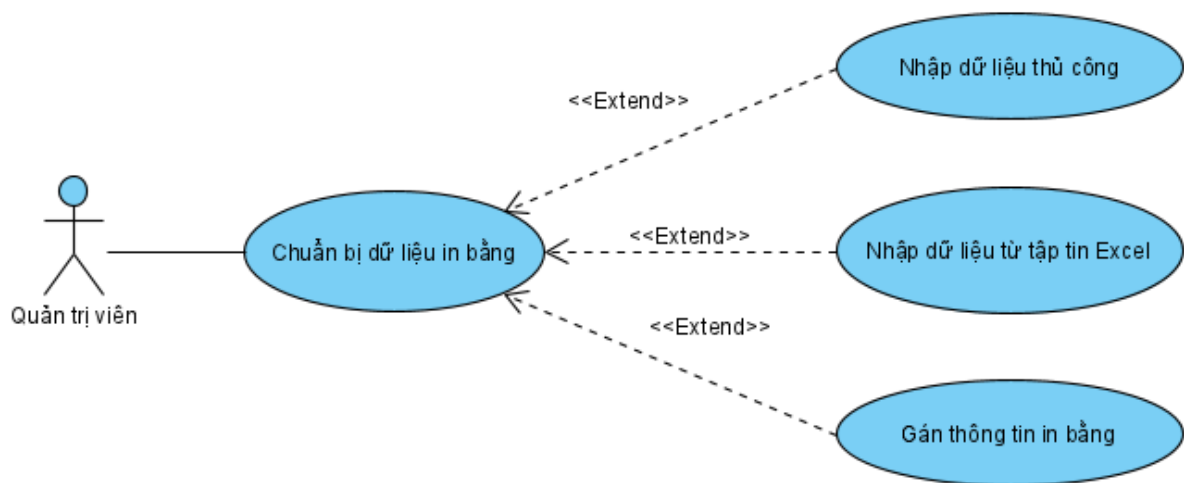 Nhập dữ liệu thủ công
<<Extend>>
Quản trị viên
Chuẩn bị dữ liệu in bằng
<<Extend>>
Nhập dữ liệu từ tập tin Excel
<<Extend>>
Gán thông tin in bằng